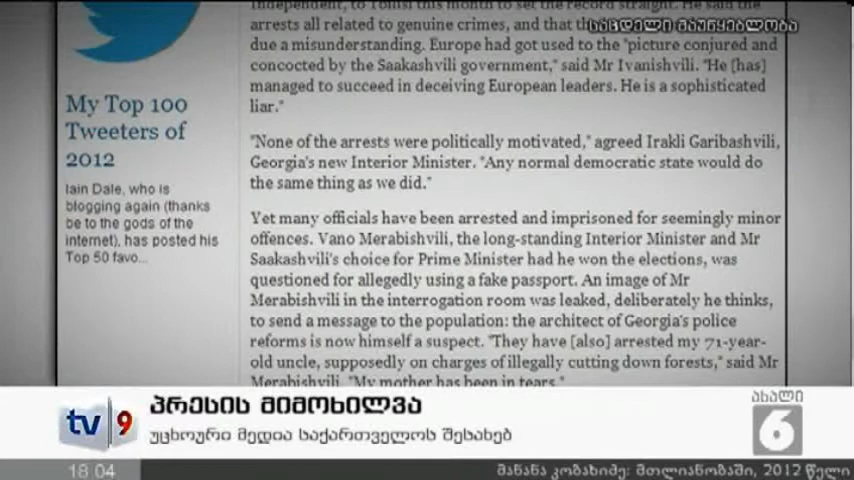 Independent, to Tbilisi this month to set the record straight. He said the
საცდელი მაუწყებლობა
arrests all related to genuine crimes, and that th
due a misunderstanding. Europe had got used to the "picture conjured and
concocted by the Saakashvili government," said Mr Ivanishvili. "He [has]
managed to succeed in deceiving European leaders. He is a sophisticated
liar."
My Top 100
Tweeters of
2012
Iain Dale, who is
blogging again (thanks
be to the gods of the
internet), has posted his
Top 50 favo...
"None of the arrests were politically motivated," agreed Irakli Garibashvili,
Georgia's new Interior Minister. "Any normal democratic state would do
the same thing as we did."
Yet many officials have been arrested and imprisoned for seemingly minor
offences. Vano Merabishvili, the long-standing Interior Minister and Mr
Saakashvili's choice for Prime Minister had he won the elections, was
questioned for allegedly using a fake passport. An image of Mr
Merabishvili in the interrogation room was leaked, deliberately he thinks,
to send a message to the population: the architect of Georgia's police
reforms is now himself a suspect. "They have [also] arrested my 71-year-
old uncle, supposedly on charges of illegally cutting down forests," said Mr
Merabishvili. "My mother has been in tears."
tv 9
პრესის მიმოხილვა
უცხოური მედია საქართველოს შესახებ
ახალი
6
18:04
მანანა კობახიძე: მთლიანობაში, 2012 წელი